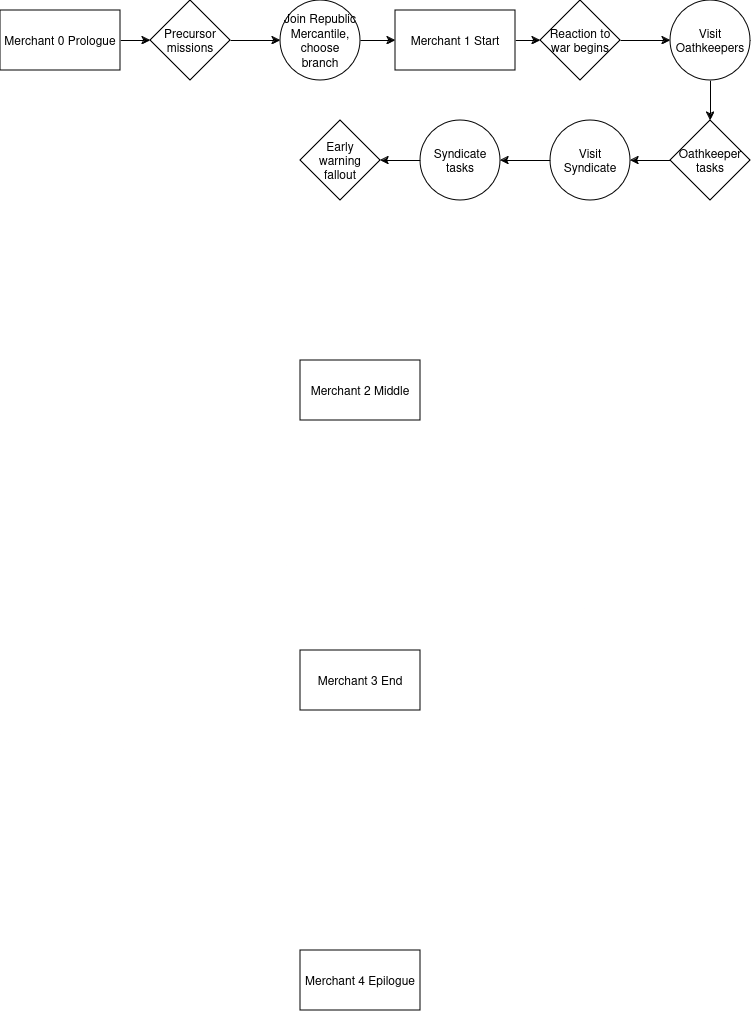 Merchant 0 Prologue
Precursor
missions
Join Republic
Mercantile,
choose
branch
Merchant 1 Start
Reaction to
war begins
Visit
Oathkeepers
Early
warning
fallout
Syndicate
tasks
Visit
Syndicate
Oathkeeper
tasks
Merchant 2 Middle
Merchant 3 End
Merchant 4 Epilogue